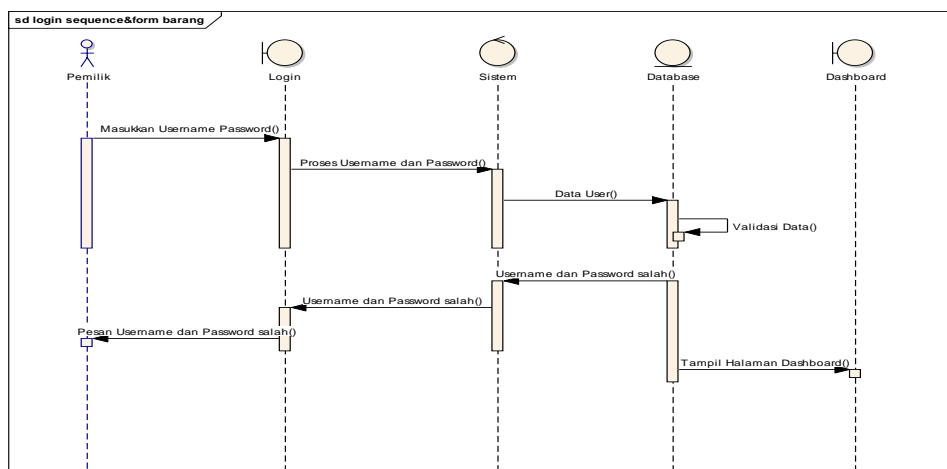 sd login sequence&form barang
Pemilik
Login
Sistem
Database
Dashboard
Masukkan Username Password()
Proses Username dan Password()
Data User()
Validasi Data()
Username dan Password salah()
Username dan Password salah()
Pesan Username dan Password salah()
Tampil Halaman Dashboard()